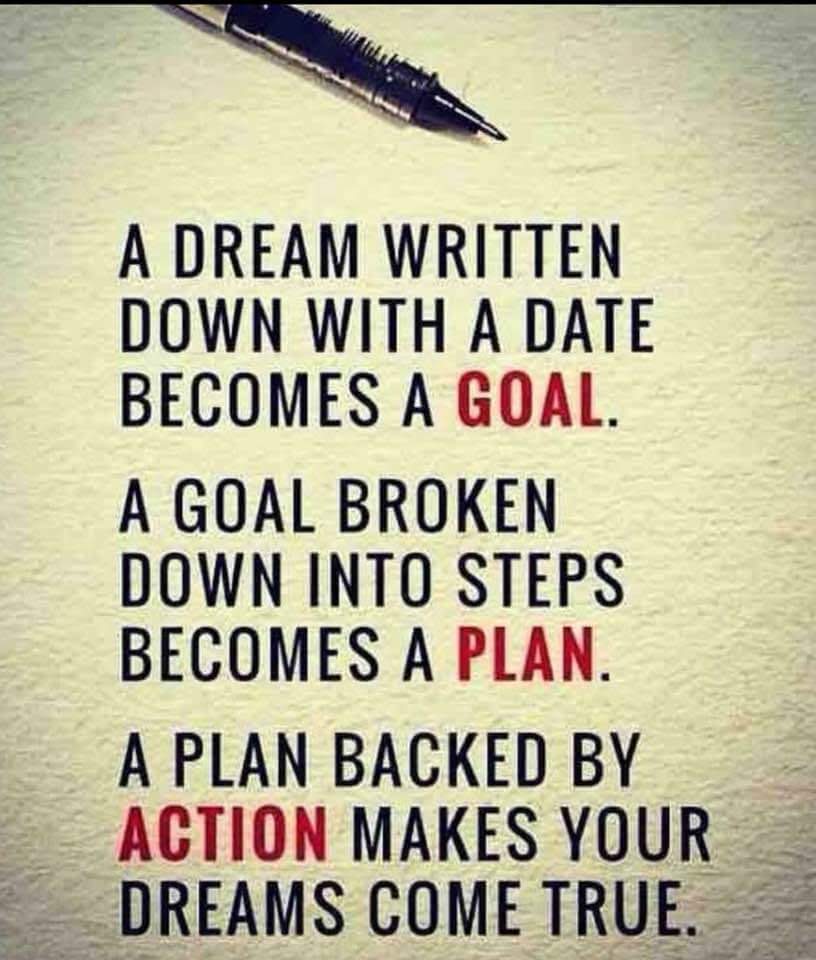 A DREAM WRITTEN
DOWN WITH A DATE
BECOMES A GOAL.
A GOAL BROKEN
DOWN INTO STEPS
BECOMES A PLAN.
A PLAN BACKED BY
ACTION MAKES YOUR
DREAMS COME TRUE.